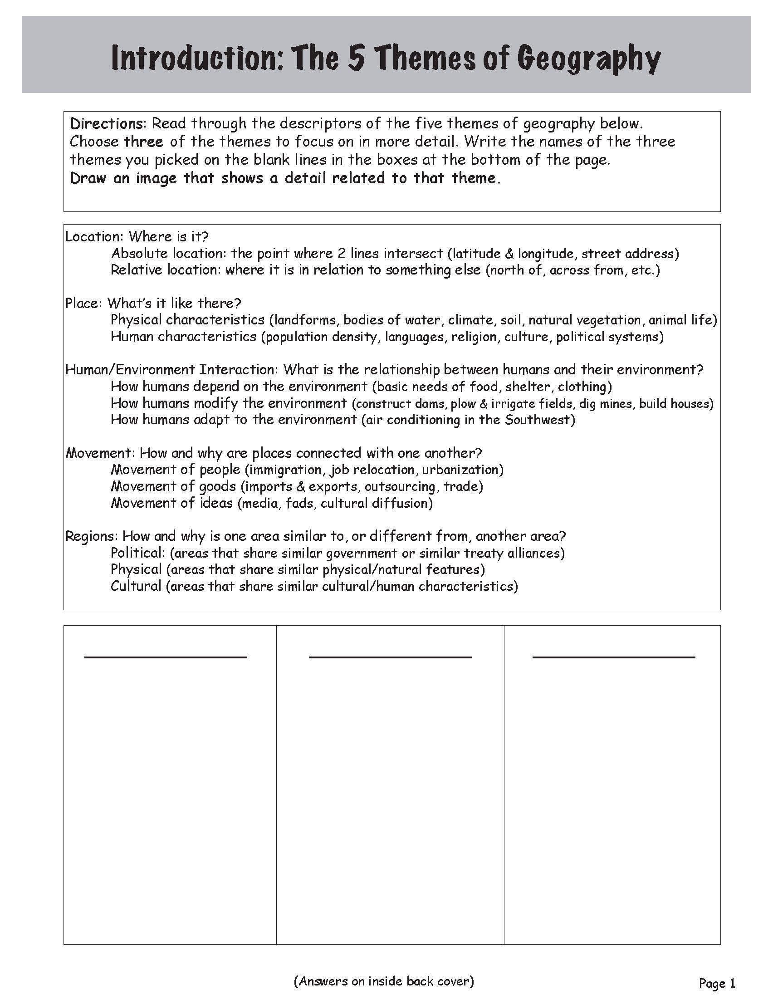 Introduction: The 5 Themes of Geography
Directions: Read through the descriptors of the five themes of geography below.
Choose three of the themes to focus on in more detail. Write the names of the three
themes you picked on the blank lines in the boxes at the bottom of the page.
Draw an image that shows a detail related to that theme.
Location: Where is it?
Absolute location: the point where 2 lines intersect (latitude & longitude, street address)
Relative location: where it is in relation to something else (north of, across from, etc.)
Place: What’s it like there?
Physical characteristics (landforms, bodies of water, climate, soil, natural vegetation, animal life)
Human characteristics (population density, languages, religion, culture, political systems)
Human/Environment Interaction: What is the relationship between humans and their environment?
How humans depend on the environment (basic needs of food, shelter, clothing)
How humans modify the environment (construct dams, plow & irrigate fields, dig mines, build houses)
How humans adapt to the environment (air conditioning in the Southwest)
Movement: How and why are places connected with one another?
Movement of people (immigration, job relocation, urbanization)
Movement of goods (imports & exports, outsourcing, trade)
Movement of ideas (media, fads, cultural diffusion)
Regions: How and why is one area similar to, or different from, another area?
Political: (areas that share similar government or similar treaty alliances)
Physical (areas that share similar physical/natural features)
Cultural (areas that share similar cultural/human characteristics)
(Answers on inside back cover)
Page 1